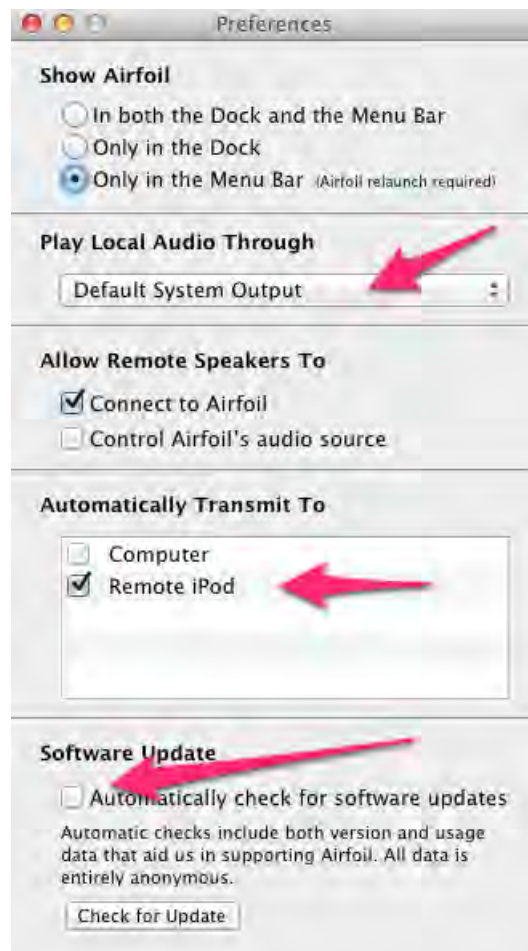 Preferences
Show Airfoil
In both the Dock and the Menu Bar
Only in the Dock
Only in the Menu Bar (Airfoil relaunch required)
Play Local Audio Through
Default System Output
Allow Remote Speakers To
Connect to Airfoil
Control Airfoil's audio source
Automatically Transmit To
Computer
Remote iPod
Software Update
Automatically check for software updates
Automatic checks include both version and usage
data that aid us in supporting Airfoil. All data is
entirely anonymous.
Check for Update